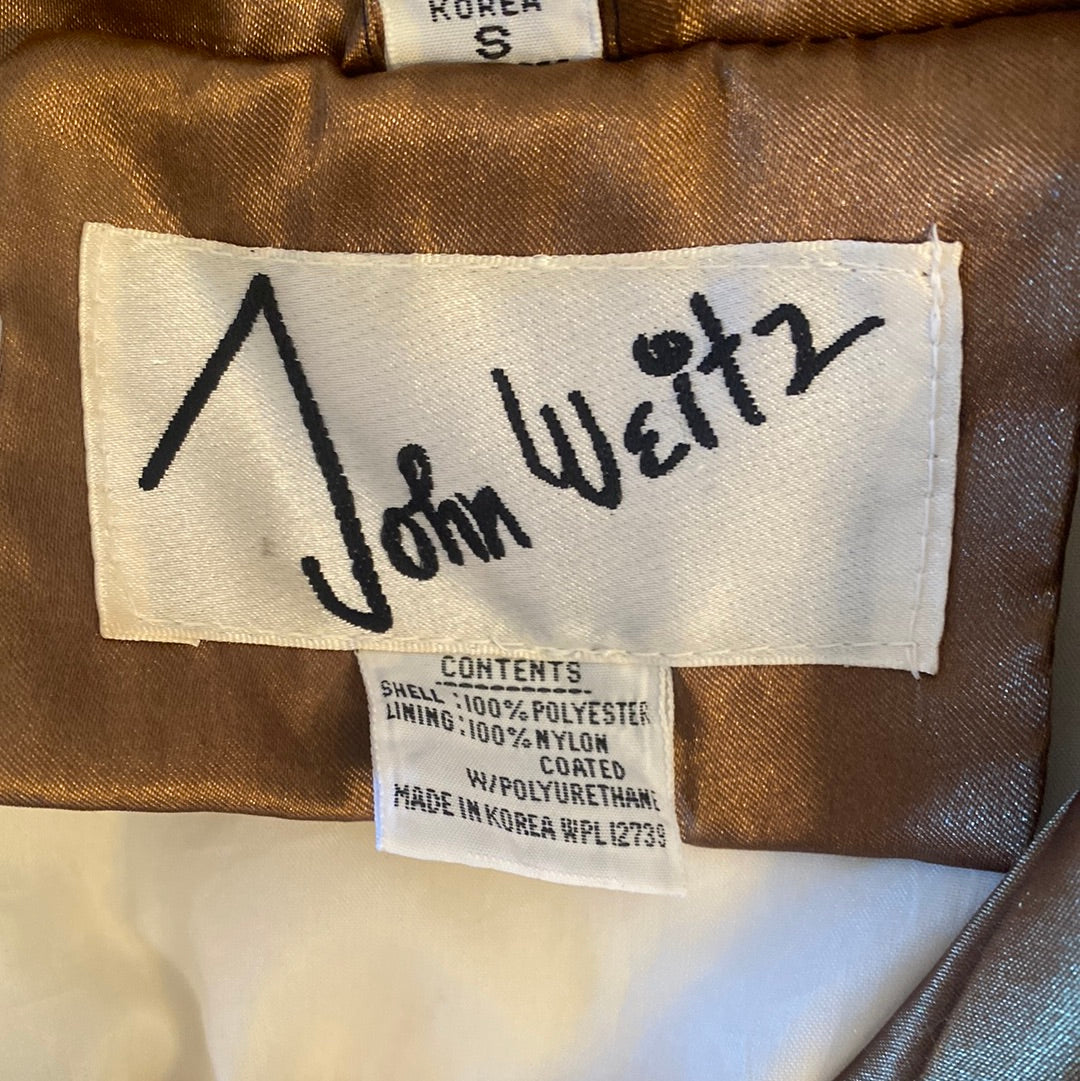 KOREA
S
John Weitz
CONTENTS
SHELL :100% POLYESTER
LINING:100% NYLON
COATED
W/POLYURETHANE
MADE IN KOREA WPL 12739